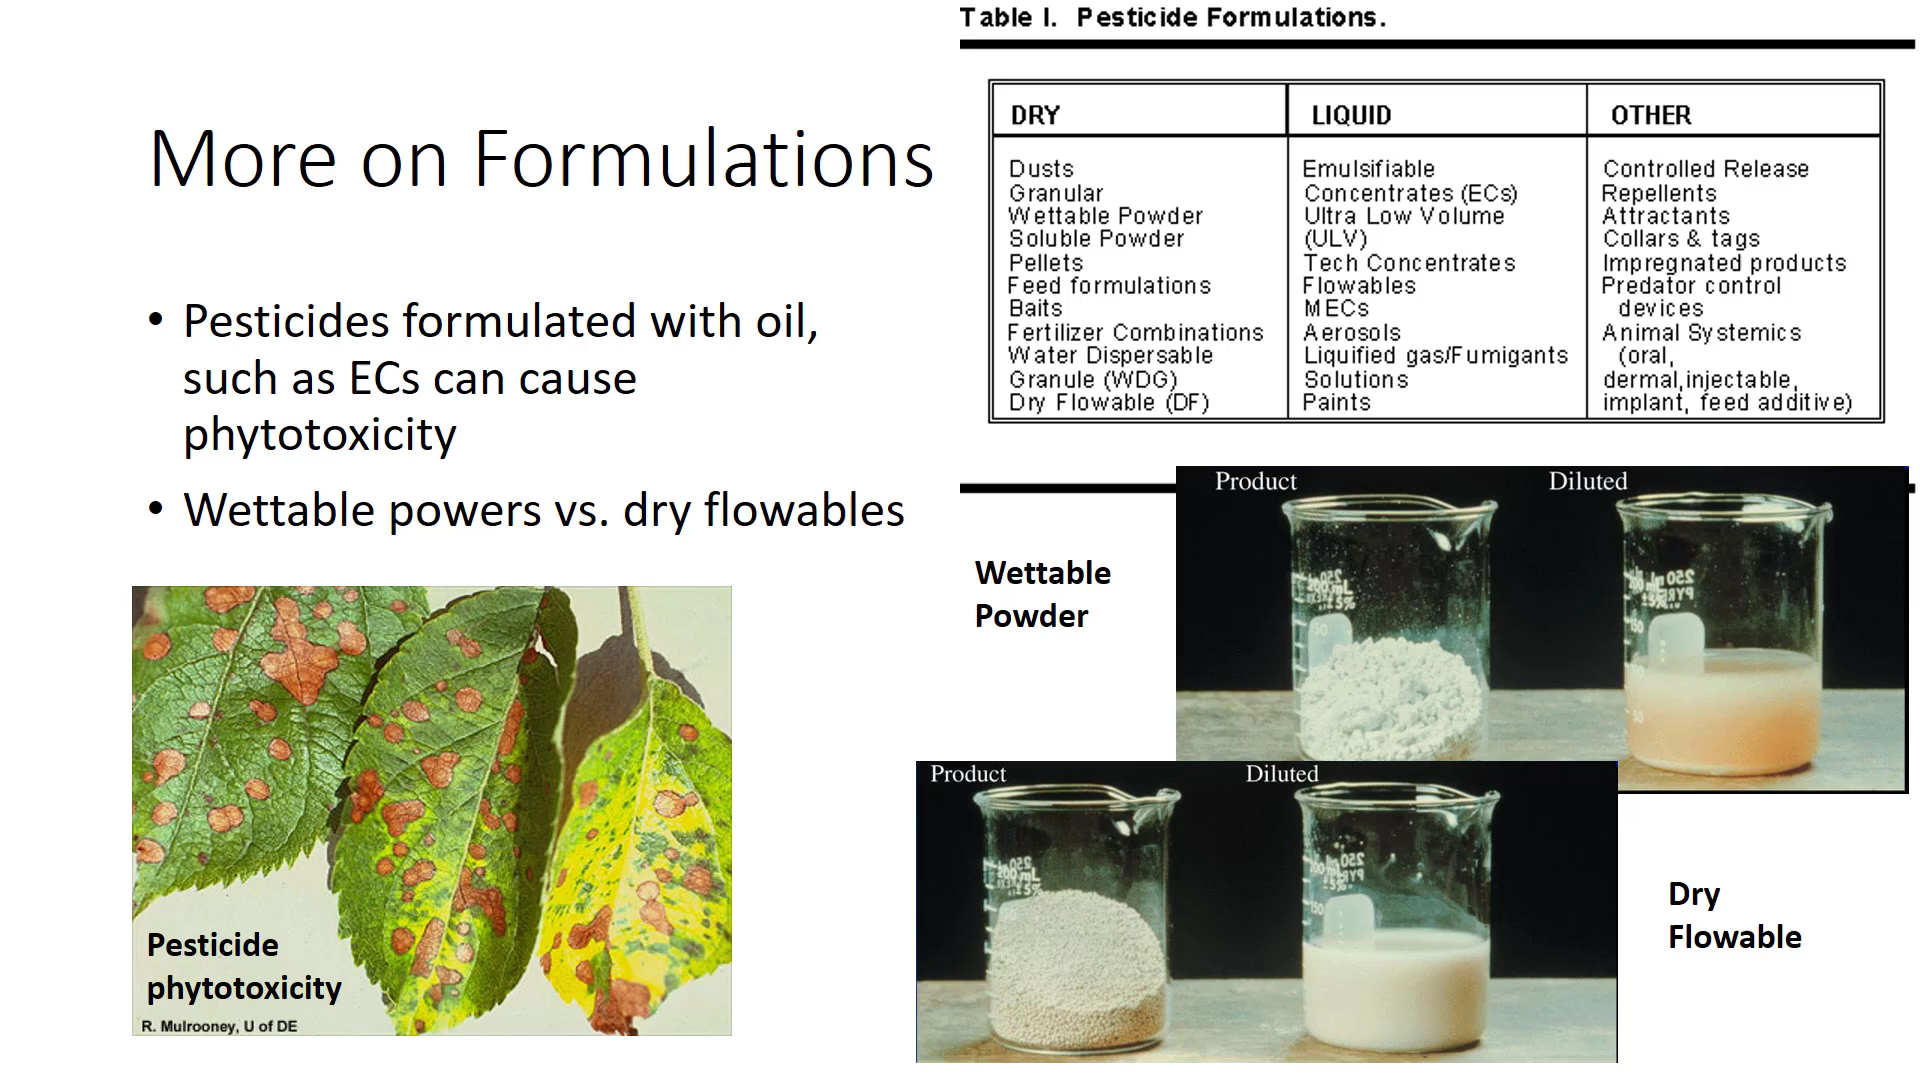 Table I. Pesticide Formulations.
More on Formulations
• Pesticides formulated with oil,
such as ECs can cause
phytotoxicity
• Wettable powers vs. dry flowables
DRY
Dusts
Granular
Wettable Powder
Soluble Powder
Pellets
Feed formulations
Baits
Fertilizer Combinations
Water Dispersable
Granule (WDG)
Dry Flowable (DF)
LIQUID
Emulsifiable
Concentrates (ECs)
Ultra Low Volume
(ULV)
Tech Concentrates
Flowables
MECs
Aerosols
Liquified gas/Fumigants
Solutions
Paints
OTHER
Controlled Release
Repellents
Attractants
Collars & tags
Impregnated products
Predator control
devices
Animal Systemics
(oral,
dermal,injectable,
implant, feed additive)
Product
Diluted
Wettable
Powder
Product
Diluted
Dry
Flowable
Pesticide
phytotoxicity
R. Mulrooney, U of DE